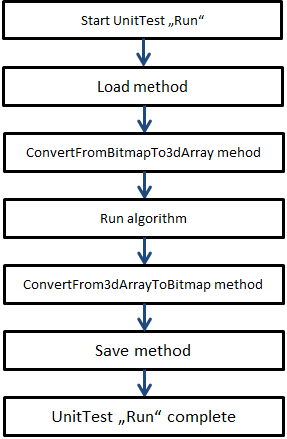 Start UnitTest „Run“
Load method
ConvertFromBitmapTo3dArray mehod
Run algorithm
ConvertFrom3dArrayToBitmap method
Save method
UnitTest „Run“ complete